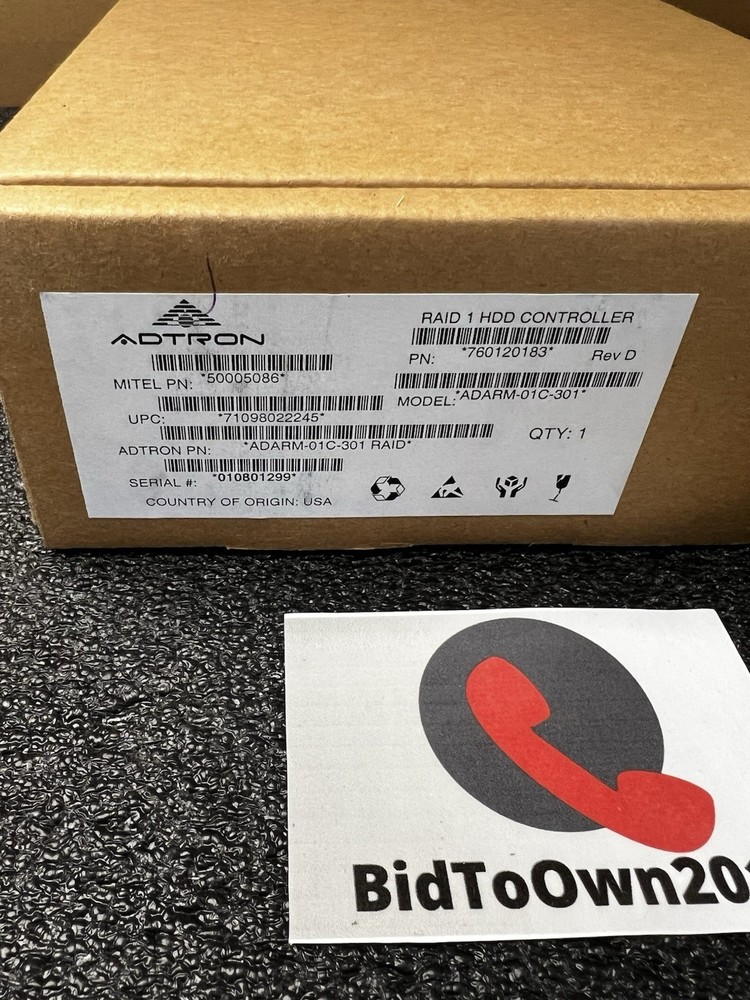 ADTRON
MITEL PN: *50005086*
UPC: *71098022245*
ADTRON PN: *ADARM-01C-301 RAID*
SERIAL #: *010801299*
COUNTRY OF ORIGIN: USA
RAID 1 HDD CONTROLLER
PN: *760120183* Rev D
MODEL: *ADARM-01C-301*
QTY: 1
BidToOwn20